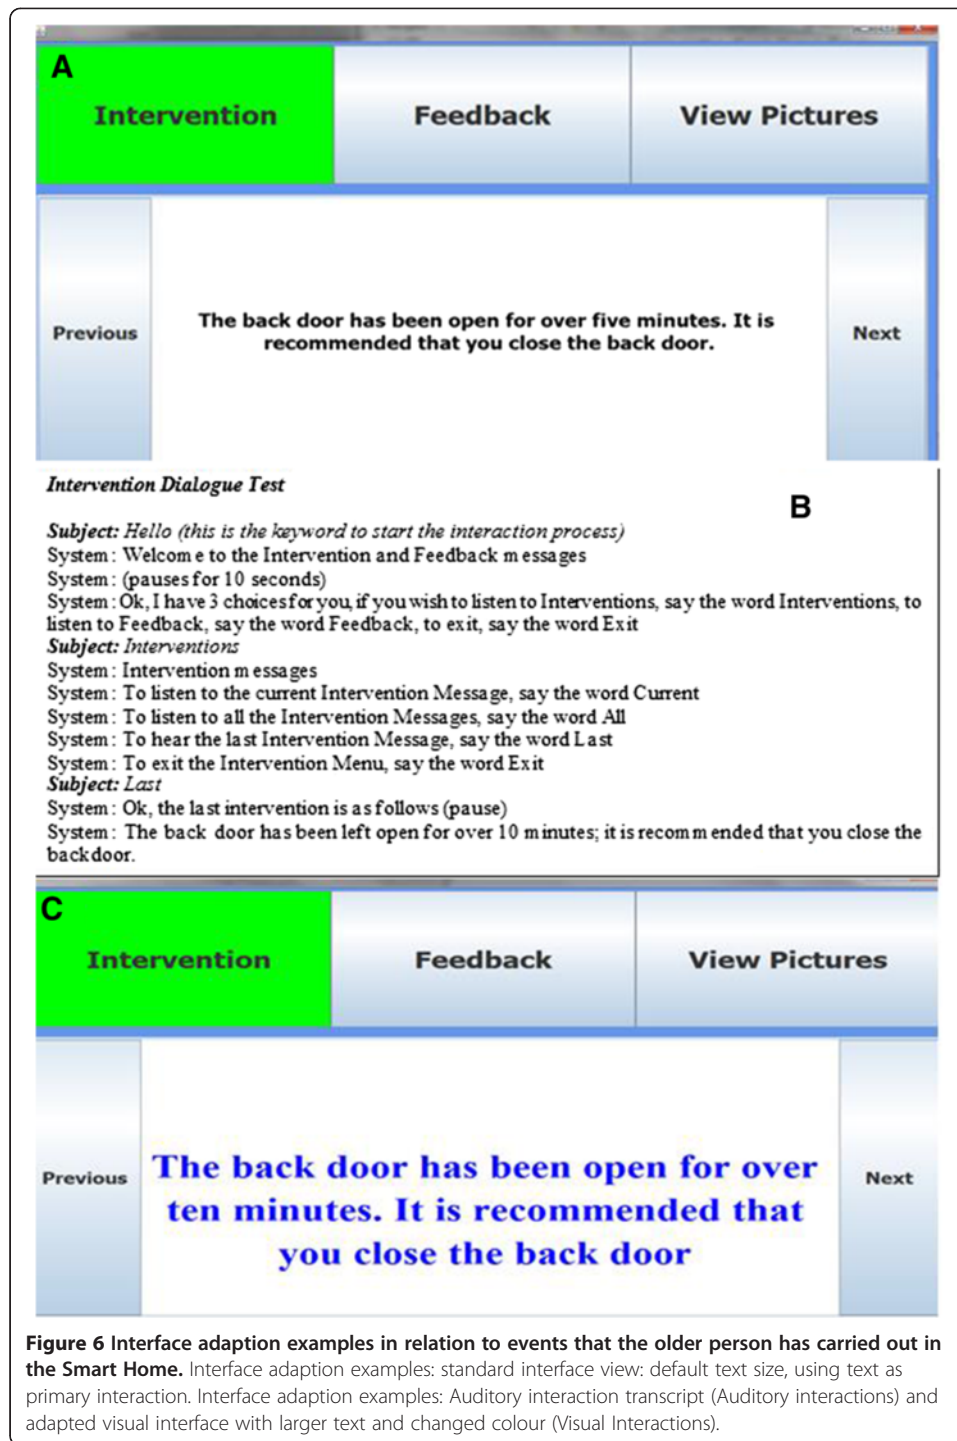 A
Intervention
Feedback
View Pictures
Previous
The back door has been open for over five minutes. It is
recommended that you close the back door.
Next
Intervention Dialogue Test
B
Subject: Hello (this is the keyword to start the interaction process)
System: Welcome to the Intervention and Feedback messages
System: (pauses for 10 seconds)
System: Ok, I have 3 choices for you, if you wish to listen to Interventions, say the word Interventions, to
listen to Feedback, say the word Feedback, to exit, say the word Exit
Subject: Interventions
System: Intervention messages
System: To listen to the current Intervention Message, say the word Current
System: To listen to all the Intervention Messages, say the word All
System: To hear the last Intervention Message, say the word Last
System: To exit the Intervention Menu, say the word Exit
Subject: Last
System: Ok, the last intervention is as follows (pause)
System: The back door has been left open for over 10 minutes; it is recommended that you close the
backdoor.
C
Intervention
Feedback
View Pictures
Previous
The back door has been open for over
ten minutes. It is recommended that
you close the back door
Next
Figure 6 Interface adaption examples in relation to events that the older person has carried out in
the Smart Home. Interface adaption examples: standard interface view: default text size, using text as
primary interaction. Interface adaption examples: Auditory interaction transcript (Auditory interactions) and
adapted visual interface with larger text and changed colour (Visual Interactions).